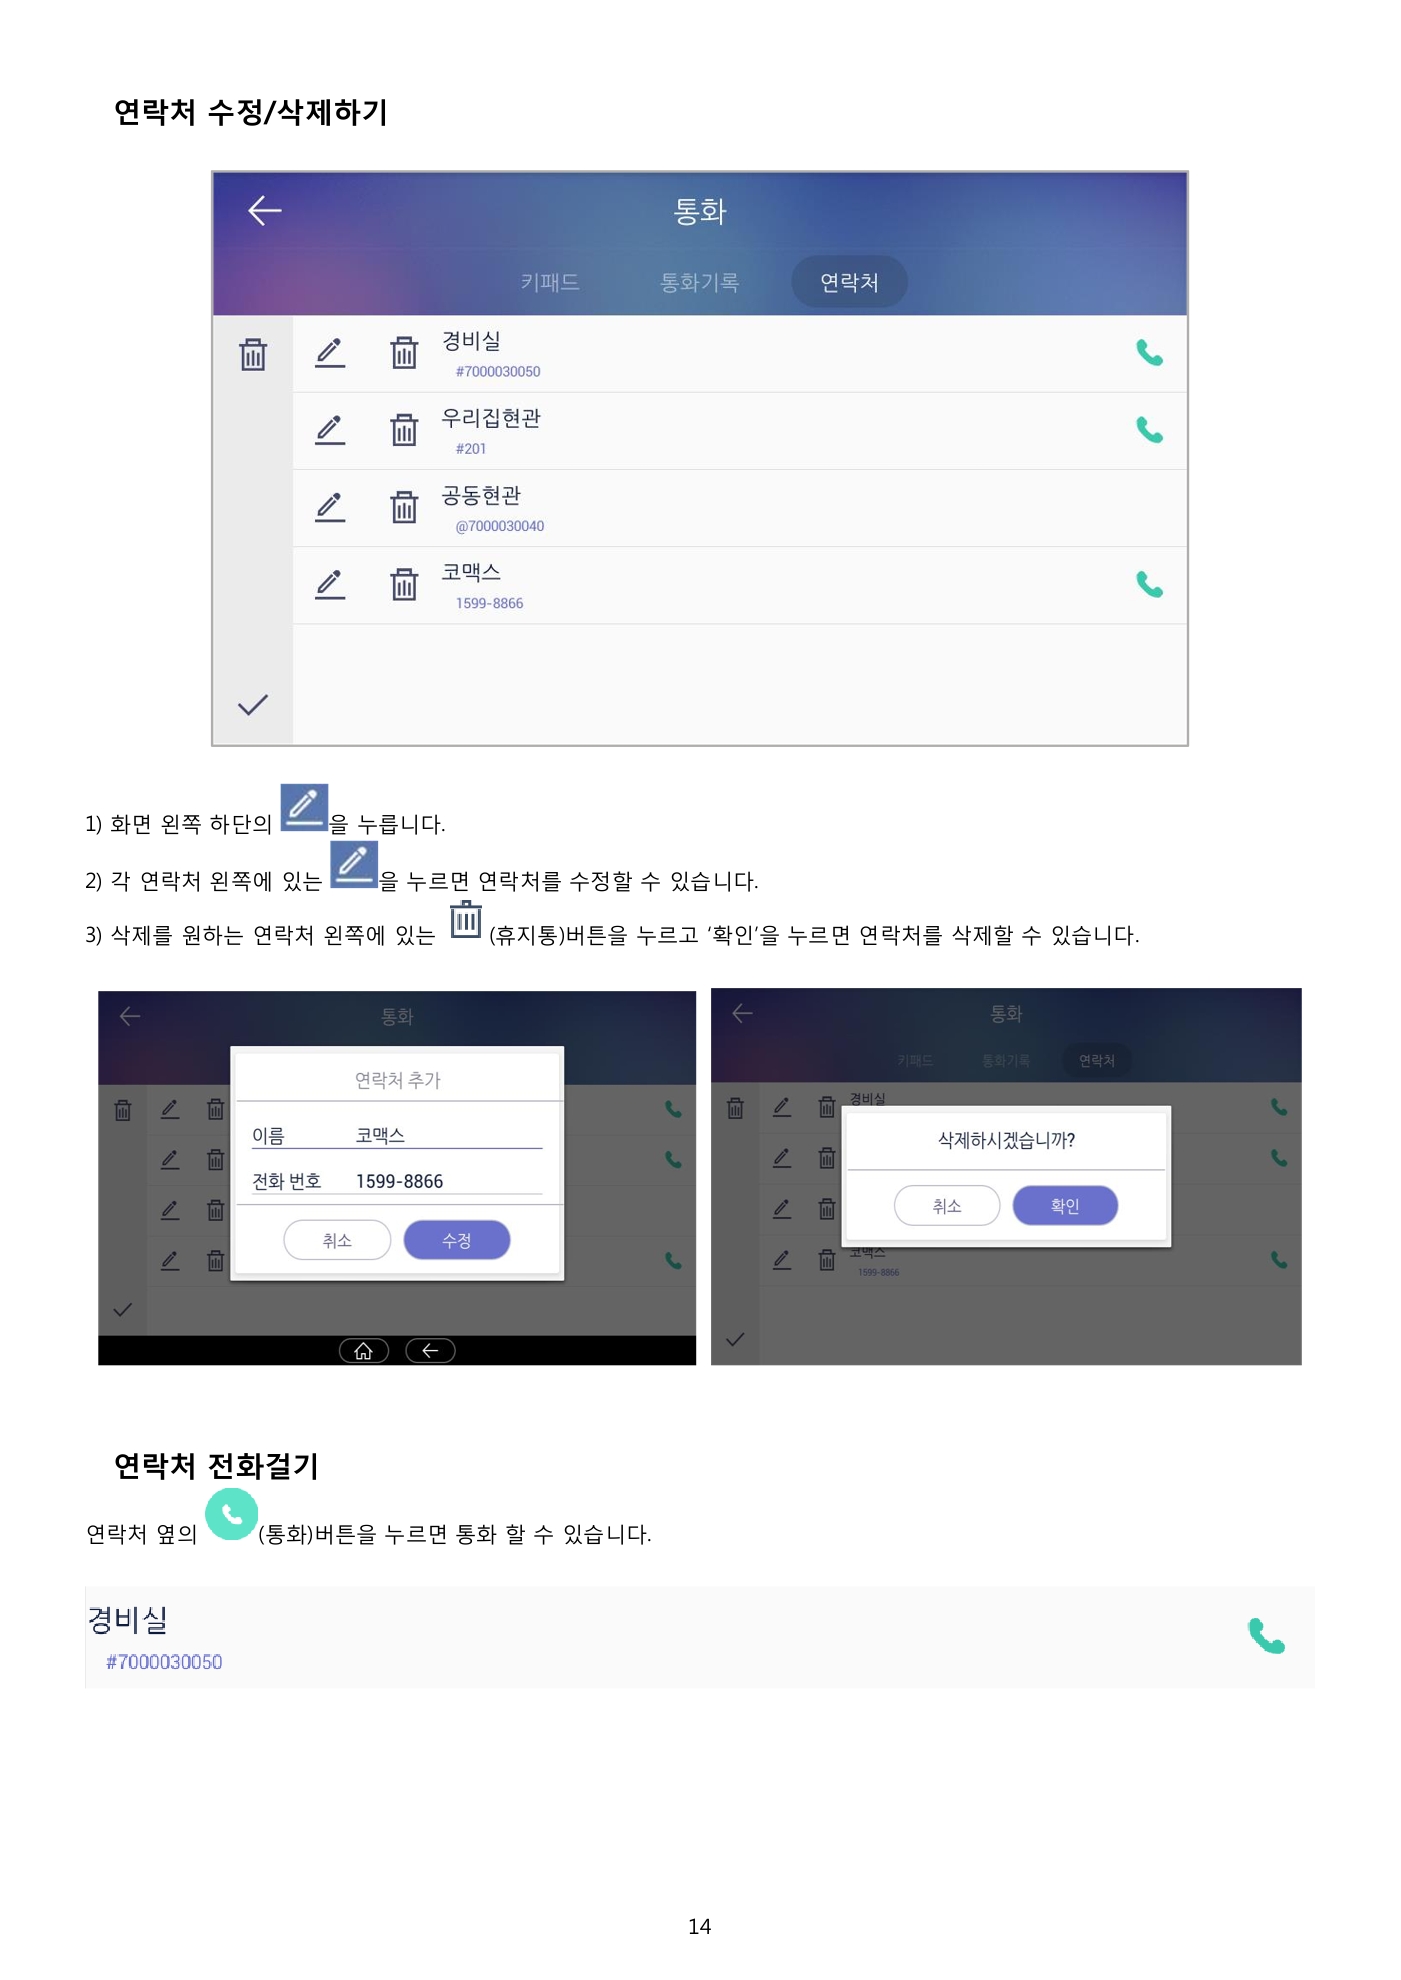 연락처 수정/삭제하기
통화
키패드 통화기록 연락처
경비실
#7000030050
우리집현관
#201
공동현관
@7000030040
코맥스
1599-8866
1) 화면 왼쪽 하단의 을 누릅니다.
2) 각 연락처 왼쪽에 있는 을 누르면 연락처를 수정할 수 있습니다.
3) 삭제를 원하는 연락처 왼쪽에 있는 (휴지통)버튼을 누르고 ‘확인’을 누르면 연락처를 삭제할 수 있습니다.
통화
연락처 추가
이름 코맥스
전화 번호 1599-8866
취소 수정
통화
키패드 통화기록 연락처
경비실
삭제하시겠습니까?
취소 확인
코맥스
1599-8866
연락처 전화걸기
연락처 옆의 (통화)버튼을 누르면 통화 할 수 있습니다.
경비실
#7000030050
14